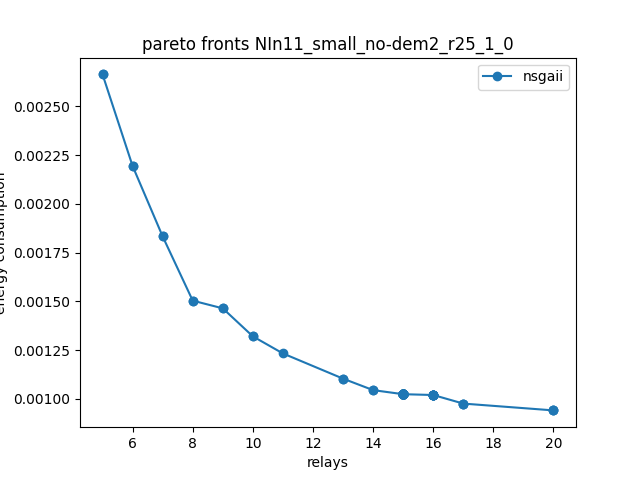 pareto fronts NIn11_small_no-dem2_r25_1_0
nsgaii
0.00250
0.00225
0.00200
0.00175
0.00150
0.00125
0.00100
energy consumption
6 8 10 12 14 16 18 20
relays